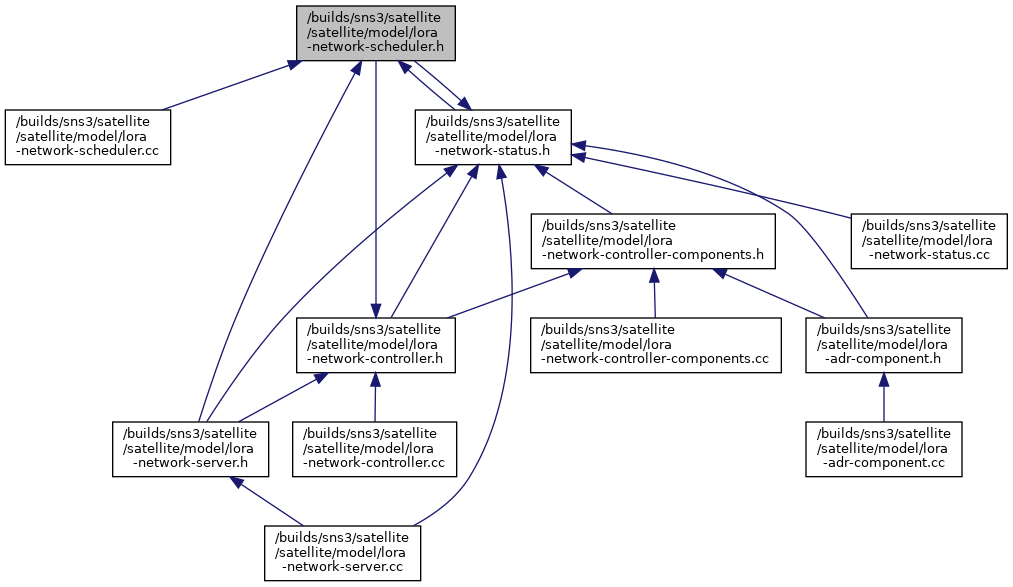 /builds/sns3/satellite
/satellite/model/lora
-network-scheduler.h
/builds/sns3/satellite
/satellite/model/lora
-network-scheduler.cc
/builds/sns3/satellite
/satellite/model/lora
-network-status.h
/builds/sns3/satellite
/satellite/model/lora
-network-controller-components.h
/builds/sns3/satellite
/satellite/model/lora
-network-status.cc
/builds/sns3/satellite
/satellite/model/lora
-network-controller.h
/builds/sns3/satellite
/satellite/model/lora
-network-controller-components.cc
/builds/sns3/satellite
/satellite/model/lora
-adr-component.h
/builds/sns3/satellite
/satellite/model/lora
-network-server.h
/builds/sns3/satellite
/satellite/model/lora
-network-controller.cc
/builds/sns3/satellite
/satellite/model/lora
-adr-component.cc
/builds/sns3/satellite
/satellite/model/lora
-network-server.cc